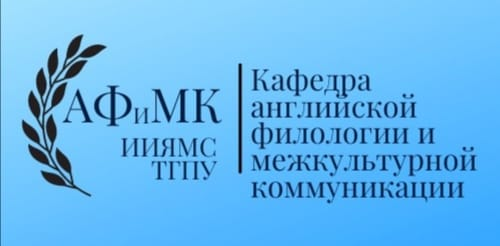 АФиМК
ИИЯМС
ТГПУ
Кафедра
английской
филологии и
межкультурной
коммуникации